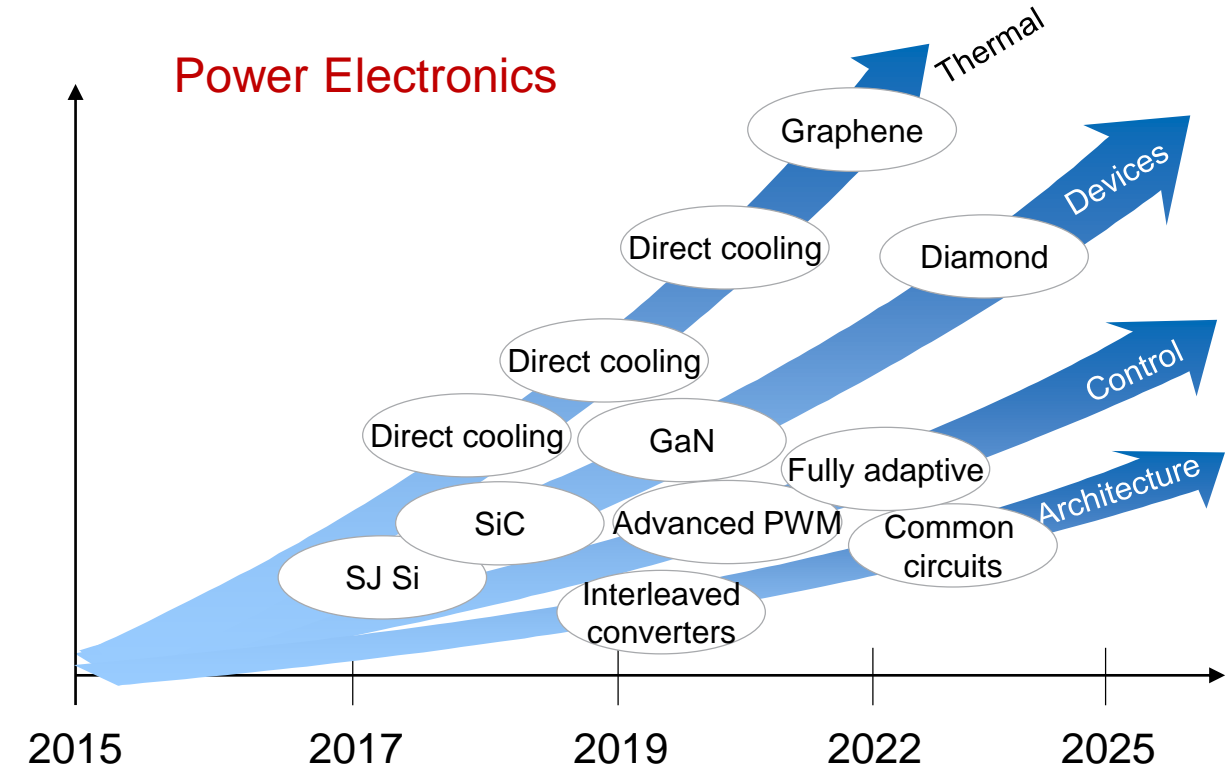 Power Electronics
Thermal
Graphene
Devices
Direct cooling
Diamond
Direct cooling
Control
Direct cooling
GaN
Fully adaptive
Architecture
SiC
Advanced PWM
Common
circuits
SJ Si
Interleaved
converters
2015
2017
2019
2022
2025